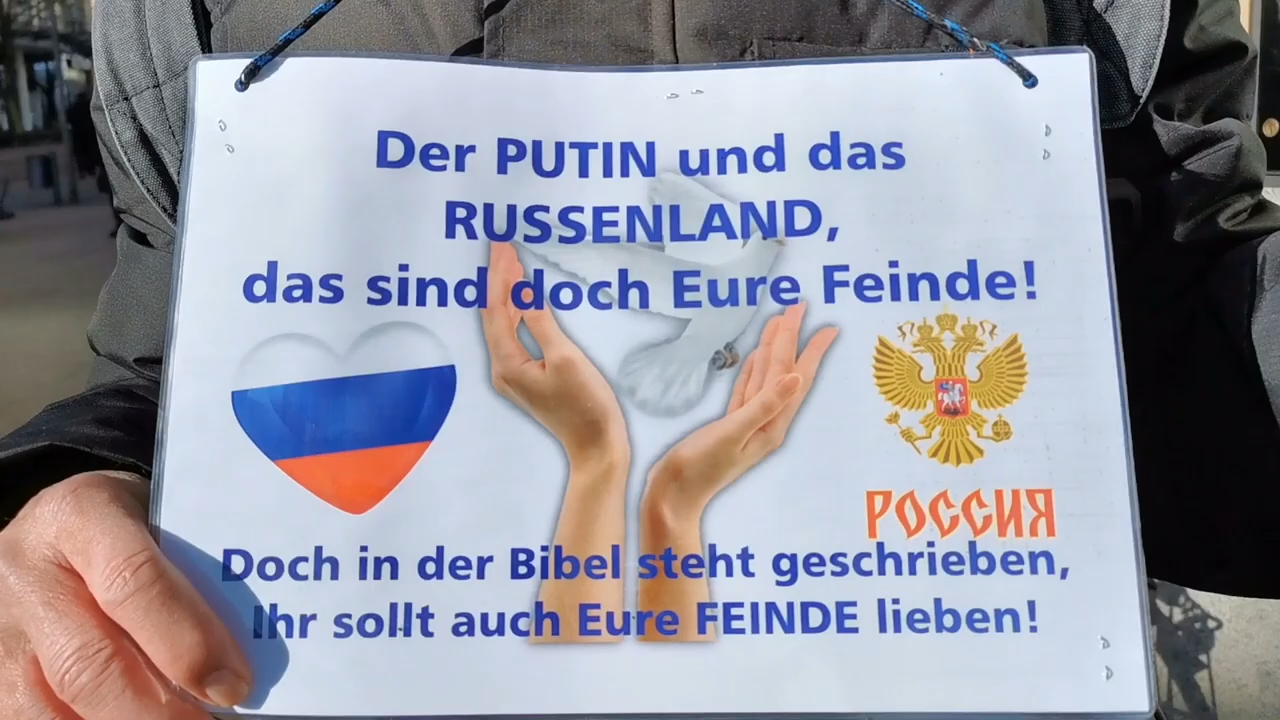 Der PUTIN und das
RUSSENLAND,
das sind doch Eure Feinde!
РОССИЯ
Doch in der Bibel steht geschrieben,
Ihr sollt auch Eure FEINDE lieben!